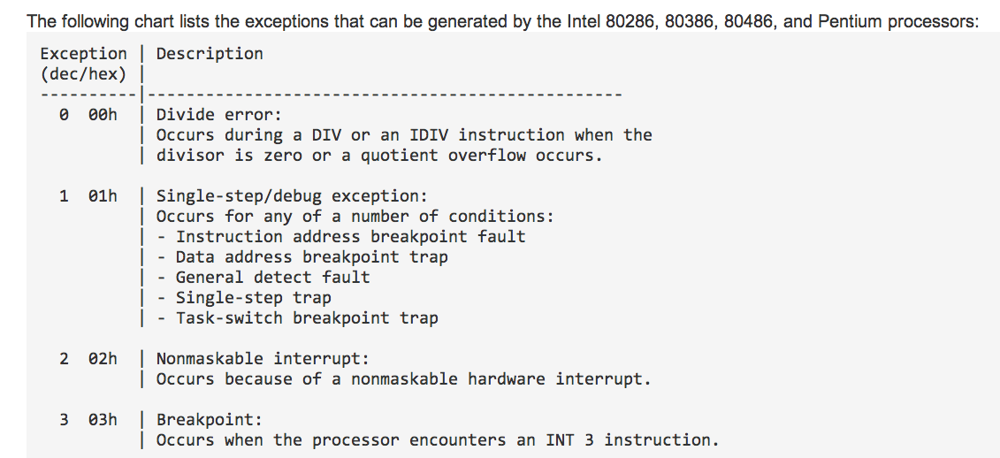 The following chart lists the exceptions that can be generated by the Intel 80286, 80386, 80486, and Pentium processors:
Exception | Description
(dec/hex) |
----------|-------------------------------------------------
  0  00h  | Divide error:
          | Occurs during a DIV or an IDIV instruction when the
          | divisor is zero or a quotient overflow occurs.
  1  01h  | Single-step/debug exception:
          | Occurs for any of a number of conditions:
          | - Instruction address breakpoint fault
          | - Data address breakpoint trap
          | - General detect fault
          | - Single-step trap
          | - Task-switch breakpoint trap
  2  02h  | Nonmaskable interrupt:
          | Occurs because of a nonmaskable hardware interrupt.
  3  03h  | Breakpoint:
          | Occurs when the processor encounters an INT 3 instruction.